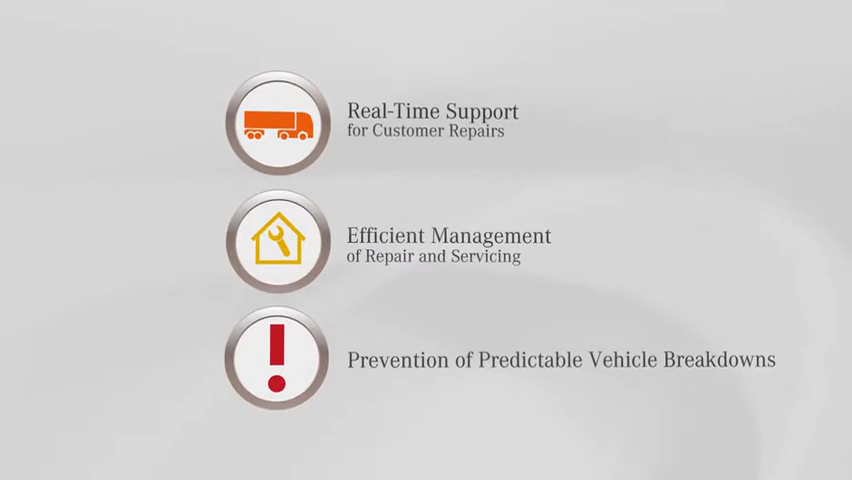 Real-Time Support
for Customer Repairs
Efficient Management
of Repair and Servicing
Prevention of Predictable Vehicle Breakdowns